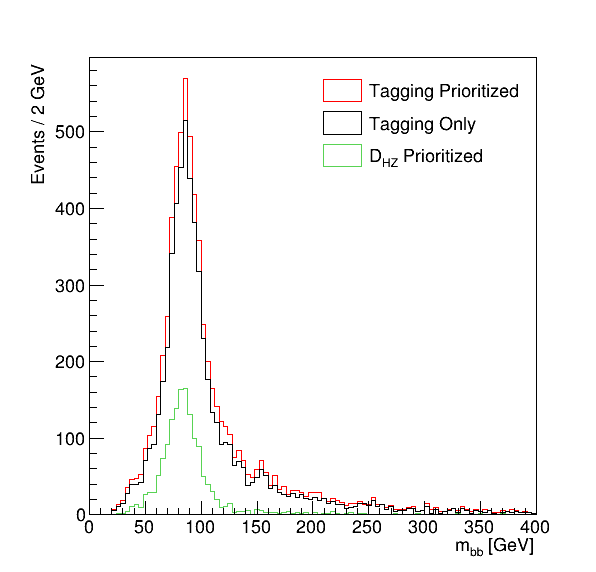 Events / 2 GeV
500
400
300
200
100
0
Tagging Prioritized
Tagging Only
D_HZ Prioritized
0 50 100 150 200 250 300 350 400
m_bb [GeV]